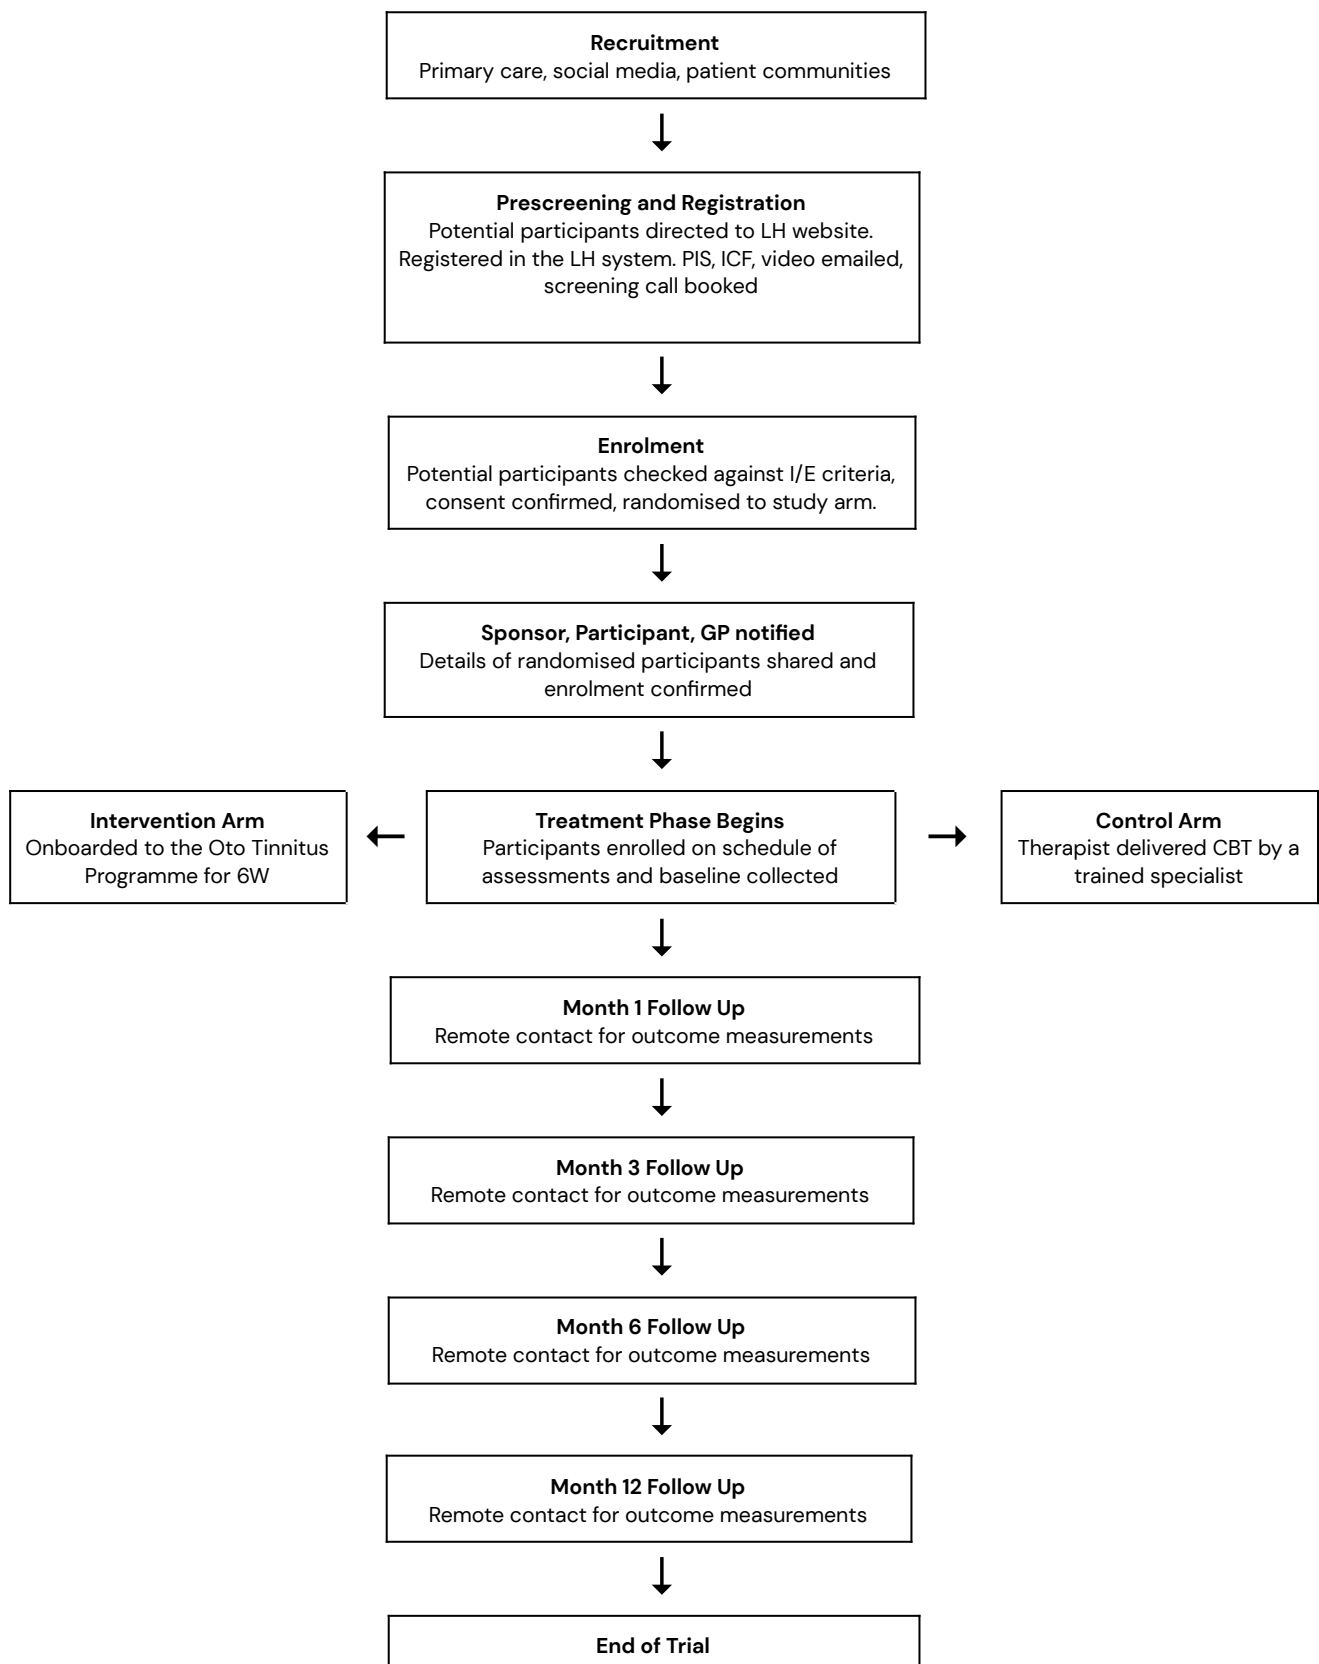 Recruitment
Primary care, social media, patient communities
Prescreening and Registration
Potential participants directed to LH website.
Registered in the LH system. PIS, ICF, video emailed,
screening call booked
Enrolment
Potential participants checked against I/E criteria,
consent confirmed, randomised to study arm.
Sponsor, Participant, GP notified
Details of randomised participants shared and
enrolment confirmed
Intervention Arm
Onboarded to the Oto Tinnitus
Programme for 6W
Treatment Phase Begins
Participants enrolled on schedule of
assessments and baseline collected
Control Arm
Therapist delivered CBT by a
trained specialist
Month 1 Follow Up
Remote contact for outcome measurements
Month 3 Follow Up
Remote contact for outcome measurements
Month 6 Follow Up
Remote contact for outcome measurements
Month 12 Follow Up
Remote contact for outcome measurements
End of Trial